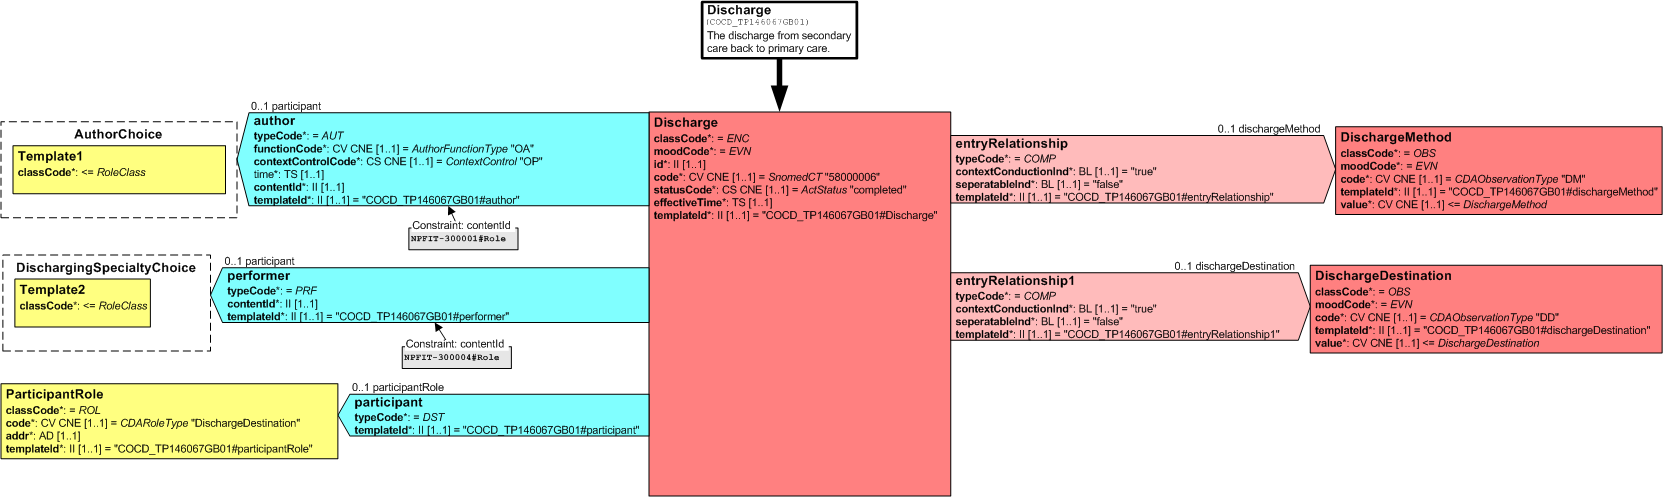 Discharge
(COCD_TP146067GB01)
The discharge from secondary
care back to primary care.
0..1 participant
AuthorChoice
Template1
classCode*: <= RoleClass
author
typeCode*: = AUT
functionCode*: CV CNE [1..1] = AuthorFunctionType "OA"
contextControlCode*: CS CNE [1..1] = ContextControl "OP"
time*: TS [1..1]
contentId*: II [1..1]
templateId*: II [1..1] = "COCD_TP146067GB01#author"
Constraint: contentId
NPFIT-300001#Role
Discharge
classCode*: = ENC
moodCode*: = EVN
id*: II [1..1]
code*: CV CNE [1..1] = SnomedCT "58000006"
statusCode*: CS CNE [1..1] = ActStatus "completed"
effectiveTime*: TS [1..1]
templateId*: II [1..1] = "COCD_TP146067GB01#Discharge"
0..1 dischargeMethod
entryRelationship
typeCode*: = COMP
contextConductionInd*: BL [1..1] = "true"
seperatableInd*: BL [1..1] = "false"
templateId*: II [1..1] = "COCD_TP146067GB01#entryRelationship"
DischargeMethod
classCode*: = OBS
moodCode*: = EVN
code*: CV CNE [1..1] = CDAObservationType "DM"
templateId*: II [1..1] = "COCD_TP146067GB01#dischargeMethod"
value*: CV CNE [1..1] <= DischargeMethod
0..1 participant
DischargingSpecialtyChoice
Template2
classCode*: <= RoleClass
performer
typeCode*: = PRF
contentId*: II [1..1]
templateId*: II [1..1] = "COCD_TP146067GB01#performer"
Constraint: contentId
NPFIT-300004#Role
0..1 dischargeDestination
entryRelationship1
typeCode*: = COMP
contextConductionInd*: BL [1..1] = "true"
seperatableInd*: BL [1..1] = "false"
templateId*: II [1..1] = "COCD_TP146067GB01#entryRelationship1"
DischargeDestination
classCode*: = OBS
moodCode*: = EVN
code*: CV CNE [1..1] = CDAObservationType "DD"
templateId*: II [1..1] = "COCD_TP146067GB01#dischargeDestination"
value*: CV CNE [1..1] <= DischargeDestination
0..1 participantRole
ParticipantRole
classCode*: = ROL
code*: CV CNE [1..1] = CDARoleType "DischargeDestination"
addr*: AD [1..1]
templateId*: II [1..1] = "COCD_TP146067GB01#participantRole"
participant
typeCode*: = DST
templateId*: II [1..1] = "COCD_TP146067GB01#participant"